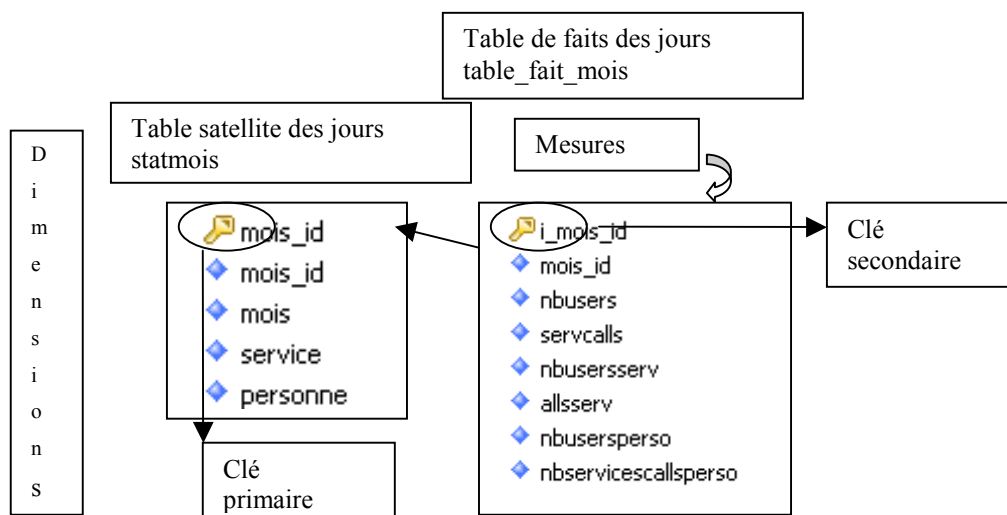 Table de faits des jours
table_fait_mois
Table satellite des jours
statmois
Mesures
D
i
m
e
n
s
i
o
n
s
mois_id
mois_id
mois
service
personne
i_mois_id
mois_id
nbusers
servcalls
nbusersserv
allsserv
nbusersperso
nbservicescallsperso
Clé
secondaire
Clé
primaire